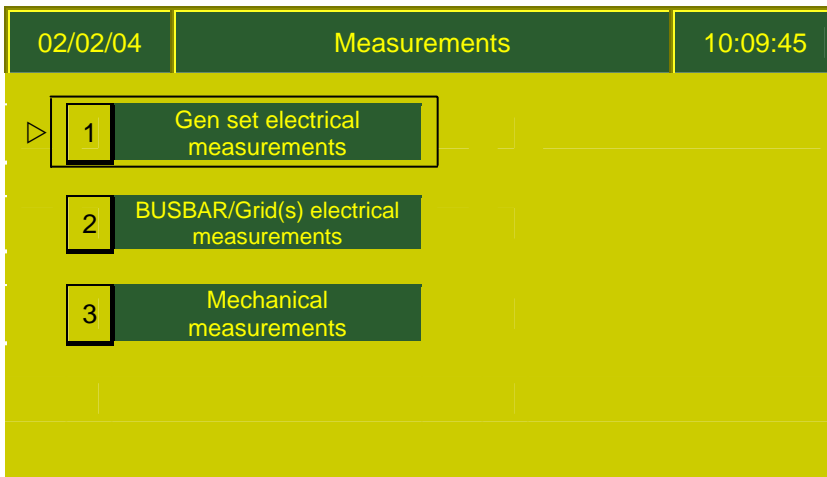 02/02/04
Measurements
10:09:45
1
Gen set electrical
measurements
2
BUSBAR/Grid(s) electrical
measurements
3
Mechanical
measurements